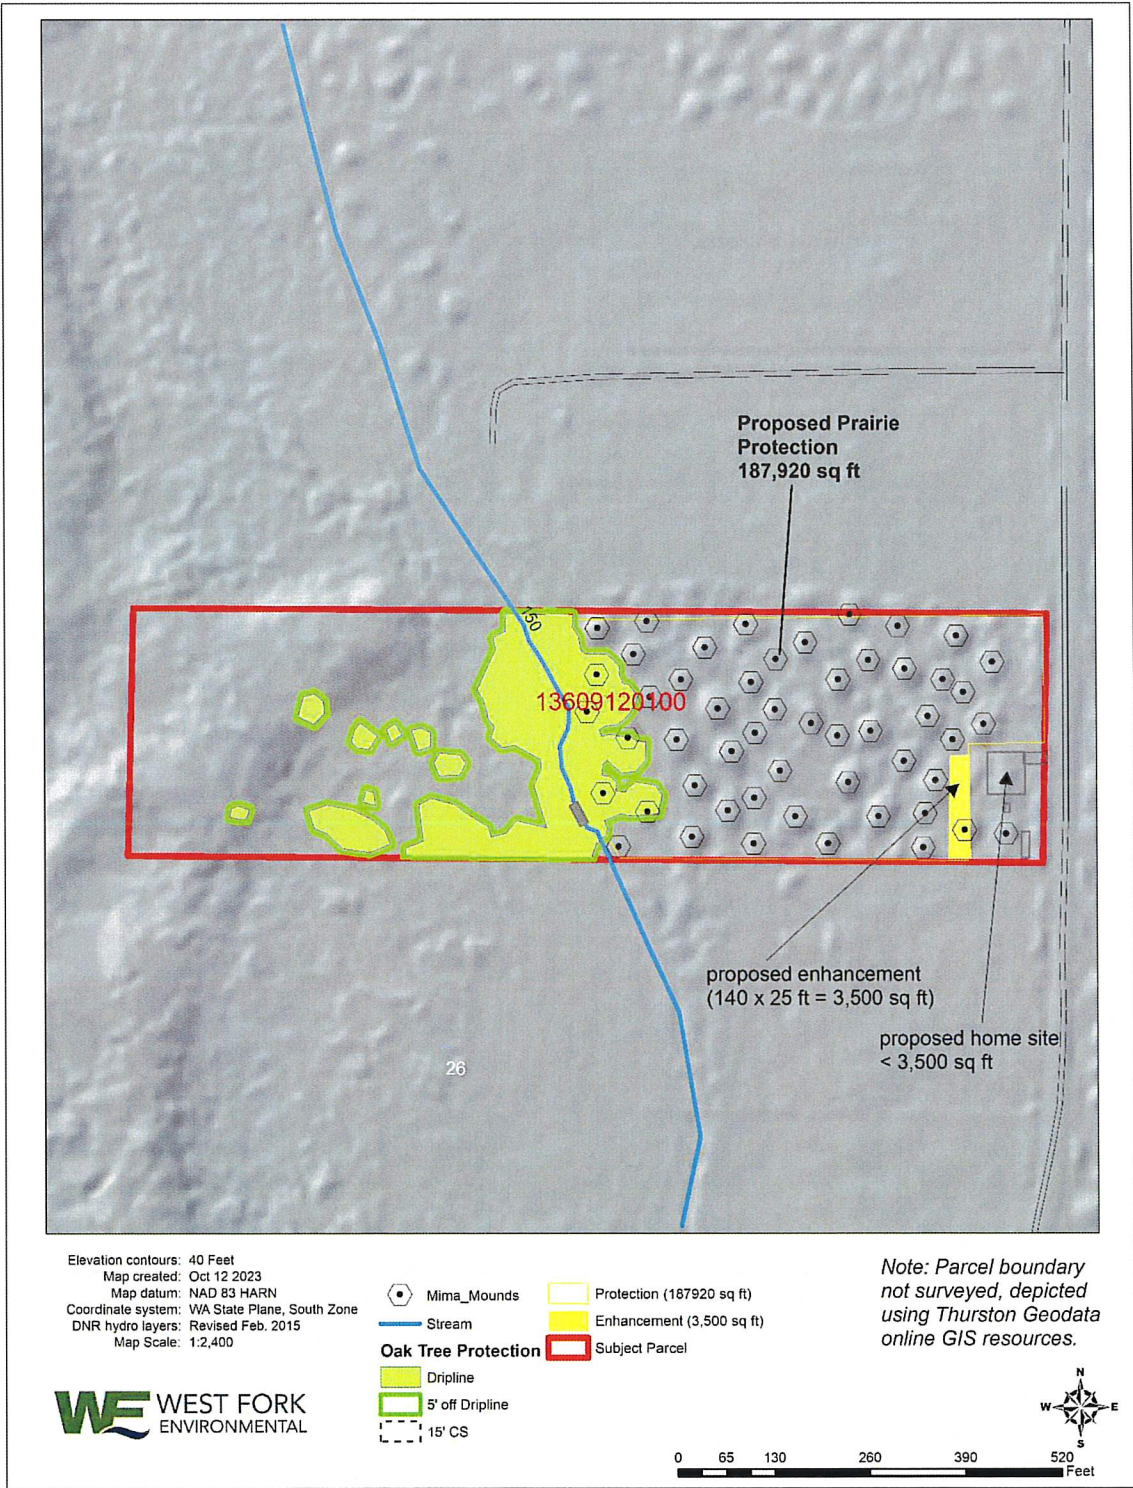 Proposed Prairie
Protection
187,920 sq ft
150
13609120100
proposed enhancement
(140 x 25 ft = 3,500 sq ft)
proposed home site
< 3,500 sq ft
26
Elevation contours: 40 Feet
Map created: Oct 12 2023
Map datum: NAD 83 HARN
Coordinate system: WA State Plane, South Zone
DNR hydro layers: Revised Feb. 2015
Map Scale: 1:2,400
Mima_Mounds
Stream
Oak Tree Protection
Dripline
5' off Dripline
15' CS
Protection (187920 sq ft)
Enhancement (3,500 sq ft)
Subject Parcel
Note: Parcel boundary
not surveyed, depicted
using Thurston Geodata
online GIS resources.
WF WEST FORK
ENVIRONMENTAL
N
W E
S
0 65 130 260 390 520
Feet